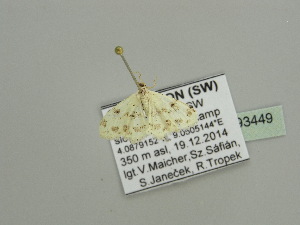 ON (SW)
SW
amp
4.0879152 9.0505144°E
350 m asl, 19.12.2014
lgt.V.Maicher,Sz.Sáfián,
S.Janeček, R.Tropek
93449